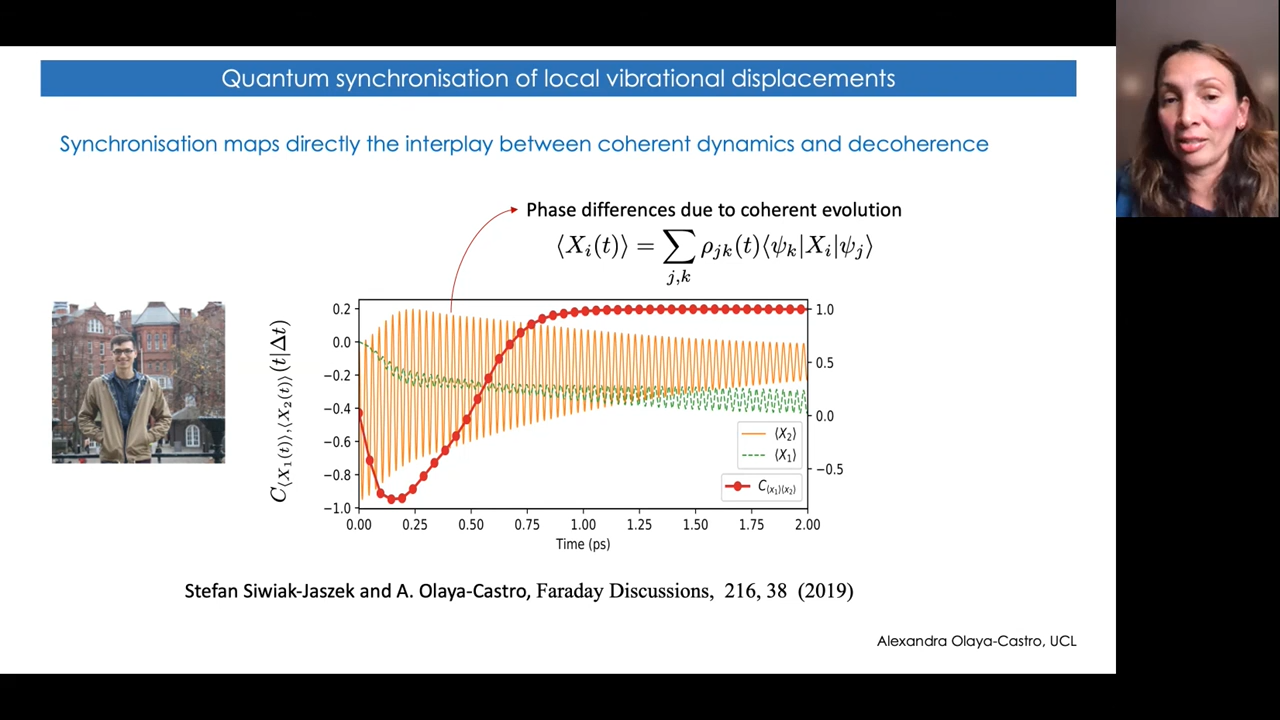 Quantum synchronisation of local vibrational displacements
Synchronisation maps directly the interplay between coherent dynamics and decoherence
Phase differences due to coherent evolution
⟨X_i(t)⟩ = ∑_{j,k} ρ_{jk}(t)⟨ψ_k|X_i|ψ_j⟩
C_{⟨X_1(t)⟩,⟨X_2(t)⟩}(t|Δt)
0.2
0.0
−0.2
−0.4
−0.6
−0.8
−1.0
1.0
0.5
0.0
−0.5
⟨X_2⟩
⟨X_1⟩
C_{⟨x_1⟩⟨x_2⟩}
0.00 0.25 0.50 0.75 1.00 1.25 1.50 1.75 2.00
Time (ps)
Stefan Siwiak-Jaszek and A. Olaya-Castro, Faraday Discussions, 216, 38 (2019)
Alexandra Olaya-Castro, UCL